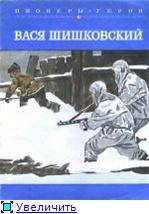 ПИОНЕРЫ-ГЕРОИ
ВАСЯ ШИШКОВСКИЙ
Увеличить